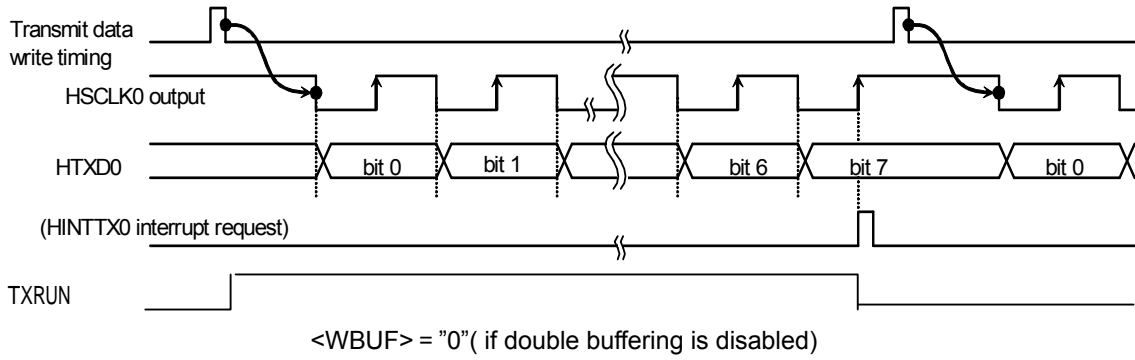 Transmit data
write timing
HSCLK0 output
HTXD0
bit 0
bit 1
bit 6
bit 7
bit 0
(HINTTX0 interrupt request)
TXRUN
<WBUF> = ”0”( if double buffering is disabled)